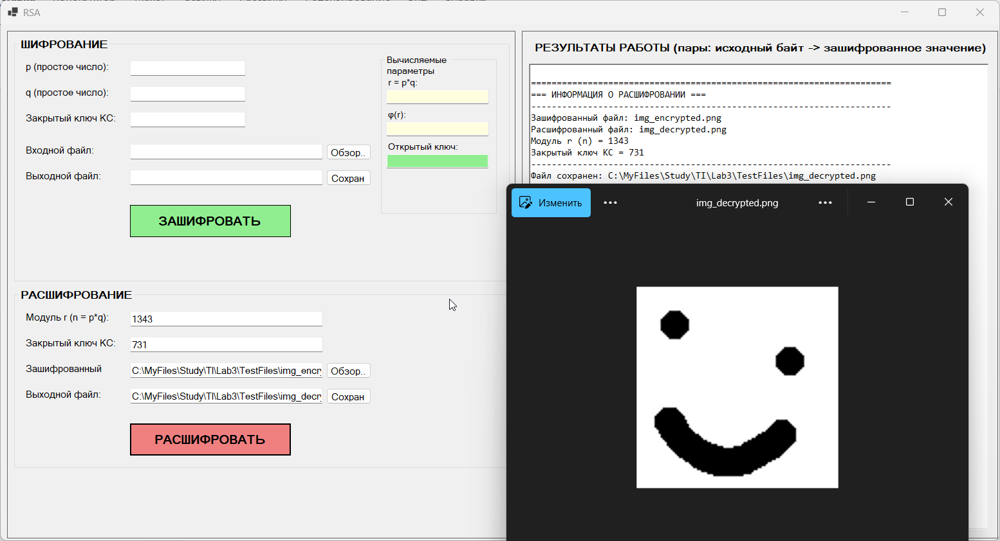 RSA
ШИФРОВАНИЕ
p (простое число):
q (простое число):
Закрытый ключ КС:
Входной файл:
Обзор..
Выходной файл:
Сохран
Вычисляемые
параметры
r = p*q:
φ(r):
Открытый ключ:
ЗАШИФРОВАТЬ
РАСШИФРОВАНИЕ
Модуль r (n = p*q):
1343
Закрытый ключ КС:
731
Зашифрованный
C:\MyFiles\Study\TI\Lab3\TestFiles\img_encry
Обзор..
Выходной файл:
C:\MyFiles\Study\TI\Lab3\TestFiles\img_decry
Сохран
РАСШИФРОВАТЬ
РЕЗУЛЬТАТЫ РАБОТЫ (пары: исходный байт -> зашифрованное значение)
======================================================================
=== ИНФОРМАЦИЯ О РАСШИФРОВАНИИ ===
----------------------------------------------------------------------
Зашифрованный файл: img_encrypted.png
Расшифрованный файл: img_decrypted.png
Модуль r (n) = 1343
Закрытый ключ КС = 731
----------------------------------------------------------------------
Файл сохранен: C:\MyFiles\Study\TI\Lab3\TestFiles\img_decrypted.png
Изменить
img_decrypted.png